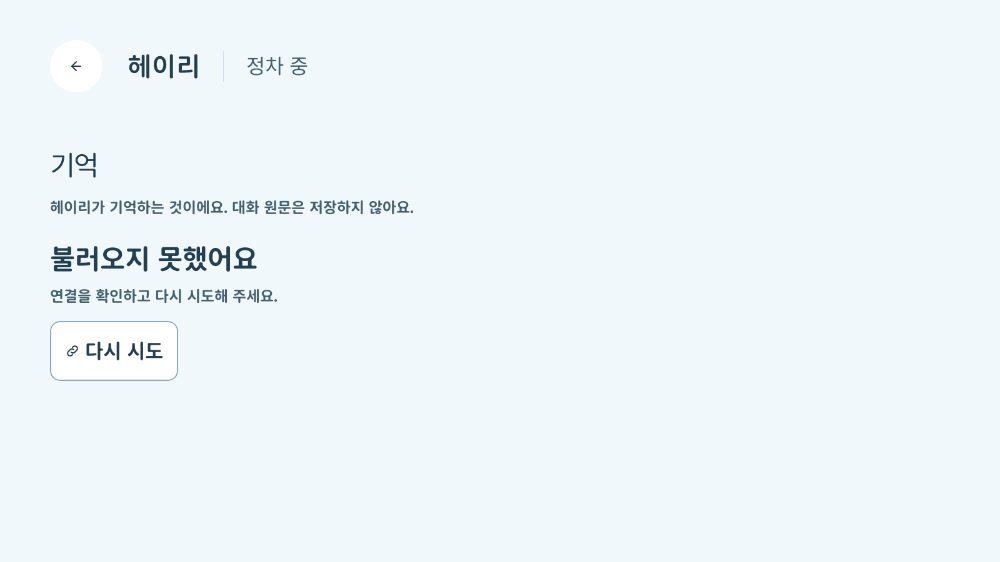 헤이리
정차 중
기억
헤이리가 기억하는 것이에요. 대화 원문은 저장하지 않아요.
불러오지 못했어요
연결을 확인하고 다시 시도해 주세요.
다시 시도